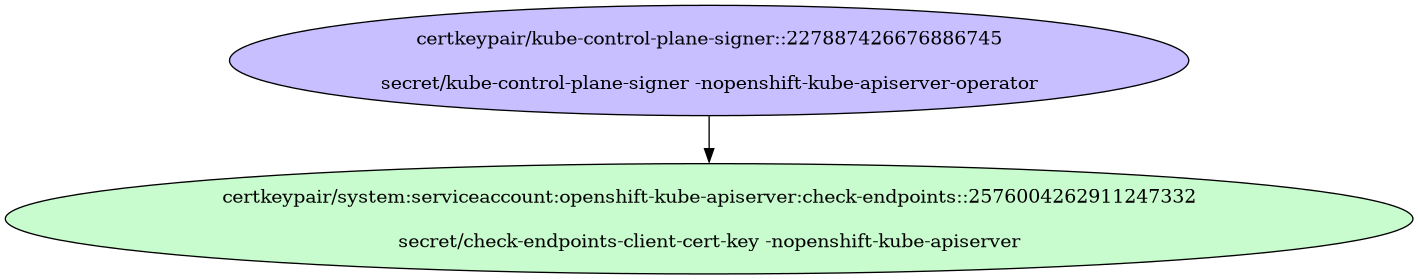 certkeypair/kube-control-plane-signer::227887426676886745
secret/kube-control-plane-signer -nopenshift-kube-apiserver-operator
certkeypair/system:serviceaccount:openshift-kube-apiserver:check-endpoints::2576004262911247332
secret/check-endpoints-client-cert-key -nopenshift-kube-apiserver